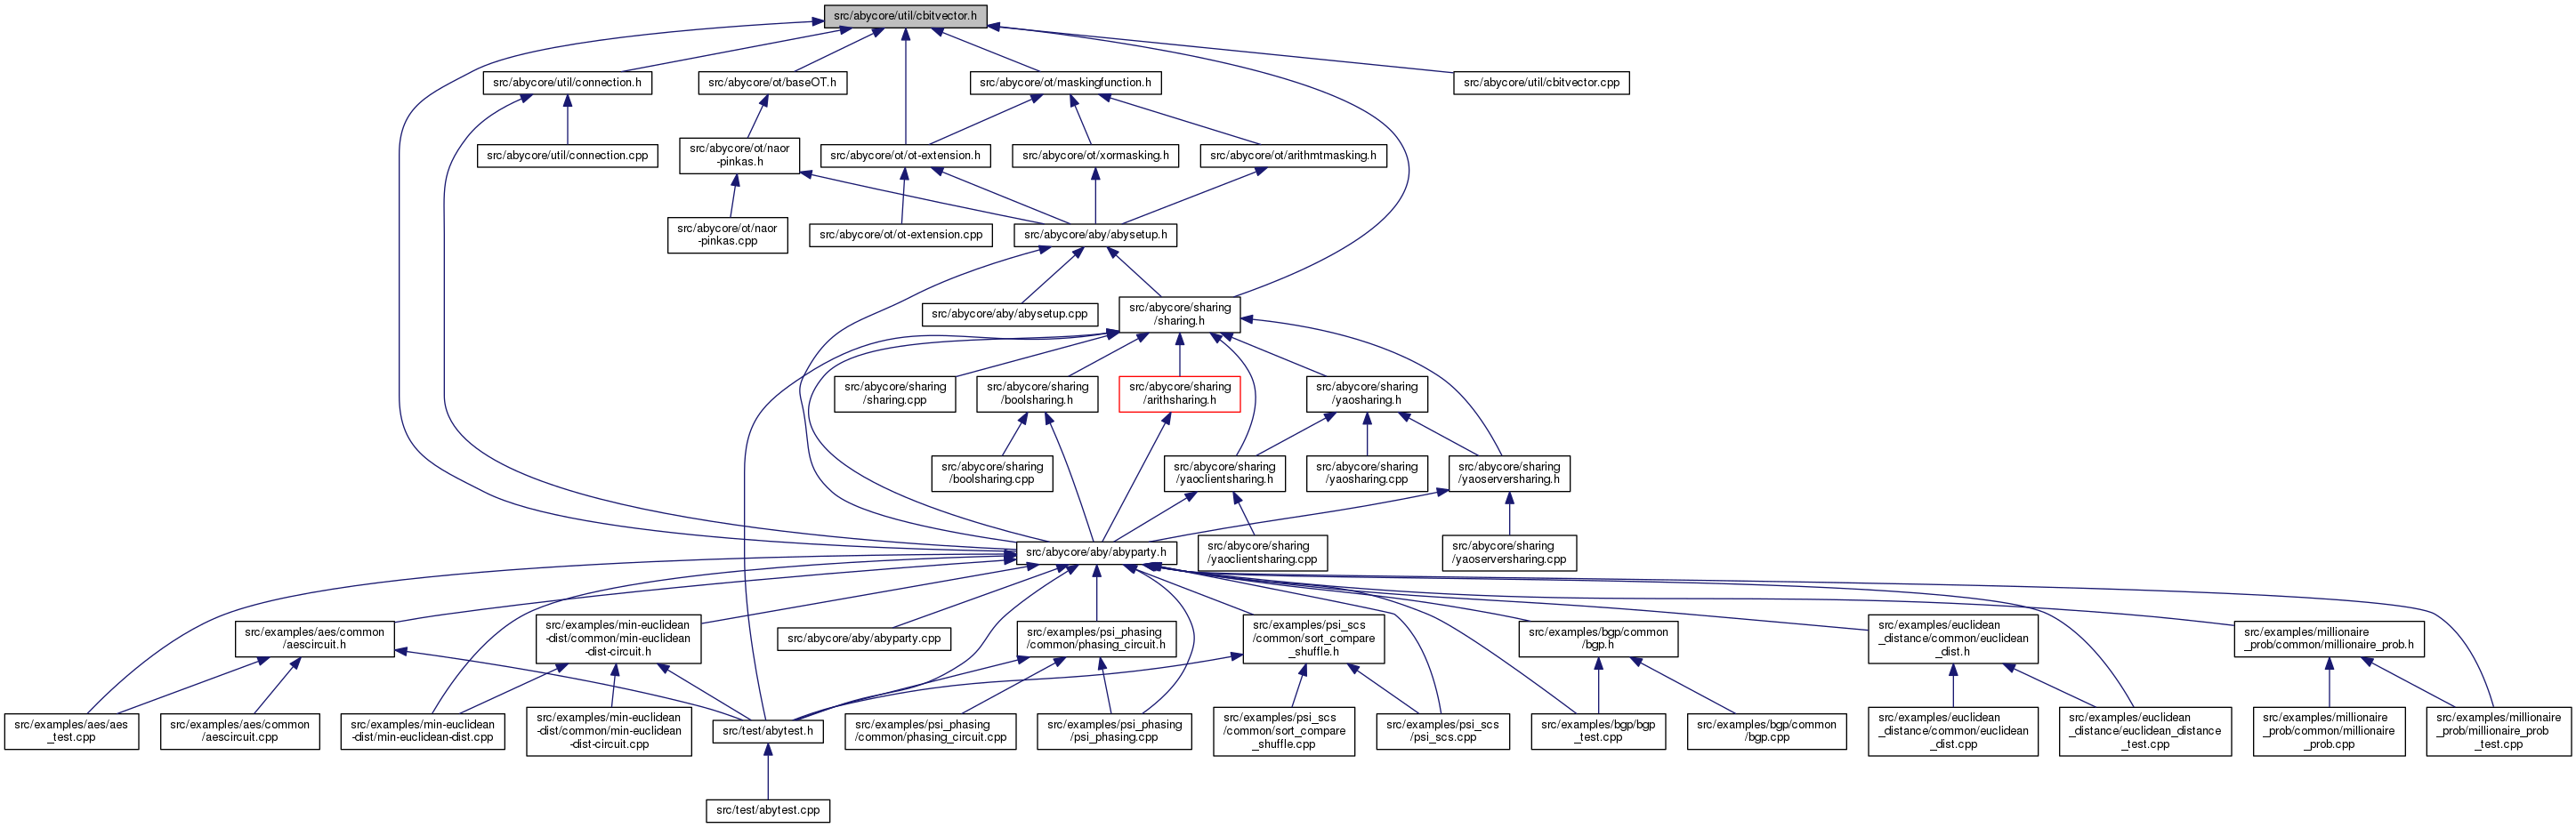 src/abycore/util/cbitvector.h
src/abycore/util/connection.h
src/abycore/ot/baseOT.h
src/abycore/ot/maskingfunction.h
src/abycore/util/cbitvector.cpp
src/abycore/util/connection.cpp
src/abycore/ot/naor
-pinkas.h
src/abycore/ot/ot-extension.h
src/abycore/ot/xormasking.h
src/abycore/ot/arithmtmasking.h
src/abycore/ot/naor
-pinkas.cpp
src/abycore/ot/ot-extension.cpp
src/abycore/aby/abysetup.h
src/abycore/aby/abysetup.cpp
src/abycore/sharing
/sharing.h
src/abycore/sharing
/sharing.cpp
src/abycore/sharing
/boolsharing.h
src/abycore/sharing
/arithsharing.h
src/abycore/sharing
/yaosharing.h
src/abycore/sharing
/boolsharing.cpp
src/abycore/sharing
/yaoclientsharing.h
src/abycore/sharing
/yaosharing.cpp
src/abycore/sharing
/yaoserversharing.h
src/abycore/aby/abyparty.h
src/abycore/sharing
/yaoclientsharing.cpp
src/abycore/sharing
/yaoserversharing.cpp
src/examples/aes/common
/aescircuit.h
src/examples/min-euclidean
-dist/common/min-euclidean
-dist-circuit.h
src/abycore/aby/abyparty.cpp
src/examples/psi_phasing
/common/phasing_circuit.h
src/examples/psi_scs
/common/sort_compare
_shuffle.h
src/examples/bgp/common
/bgp.h
src/examples/euclidean
_distance/common/euclidean
_dist.h
src/examples/millionaire
_prob/common/millionaire_prob.h
src/examples/aes/aes
_test.cpp
src/examples/aes/common
/aescircuit.cpp
src/examples/min-euclidean
-dist/min-euclidean-dist.cpp
src/examples/min-euclidean
-dist/common/min-euclidean
-dist-circuit.cpp
src/test/abytest.h
src/examples/psi_phasing
/common/phasing_circuit.cpp
src/examples/psi_phasing
/psi_phasing.cpp
src/examples/psi_scs
/common/sort_compare
_shuffle.cpp
src/examples/psi_scs
/psi_scs.cpp
src/examples/bgp/bgp
_test.cpp
src/examples/bgp/common
/bgp.cpp
src/examples/euclidean
_distance/common/euclidean
_dist.cpp
src/examples/euclidean
_distance/euclidean_distance
_test.cpp
src/examples/millionaire
_prob/common/millionaire
_prob.cpp
src/examples/millionaire
_prob/millionaire_prob
_test.cpp
src/test/abytest.cpp